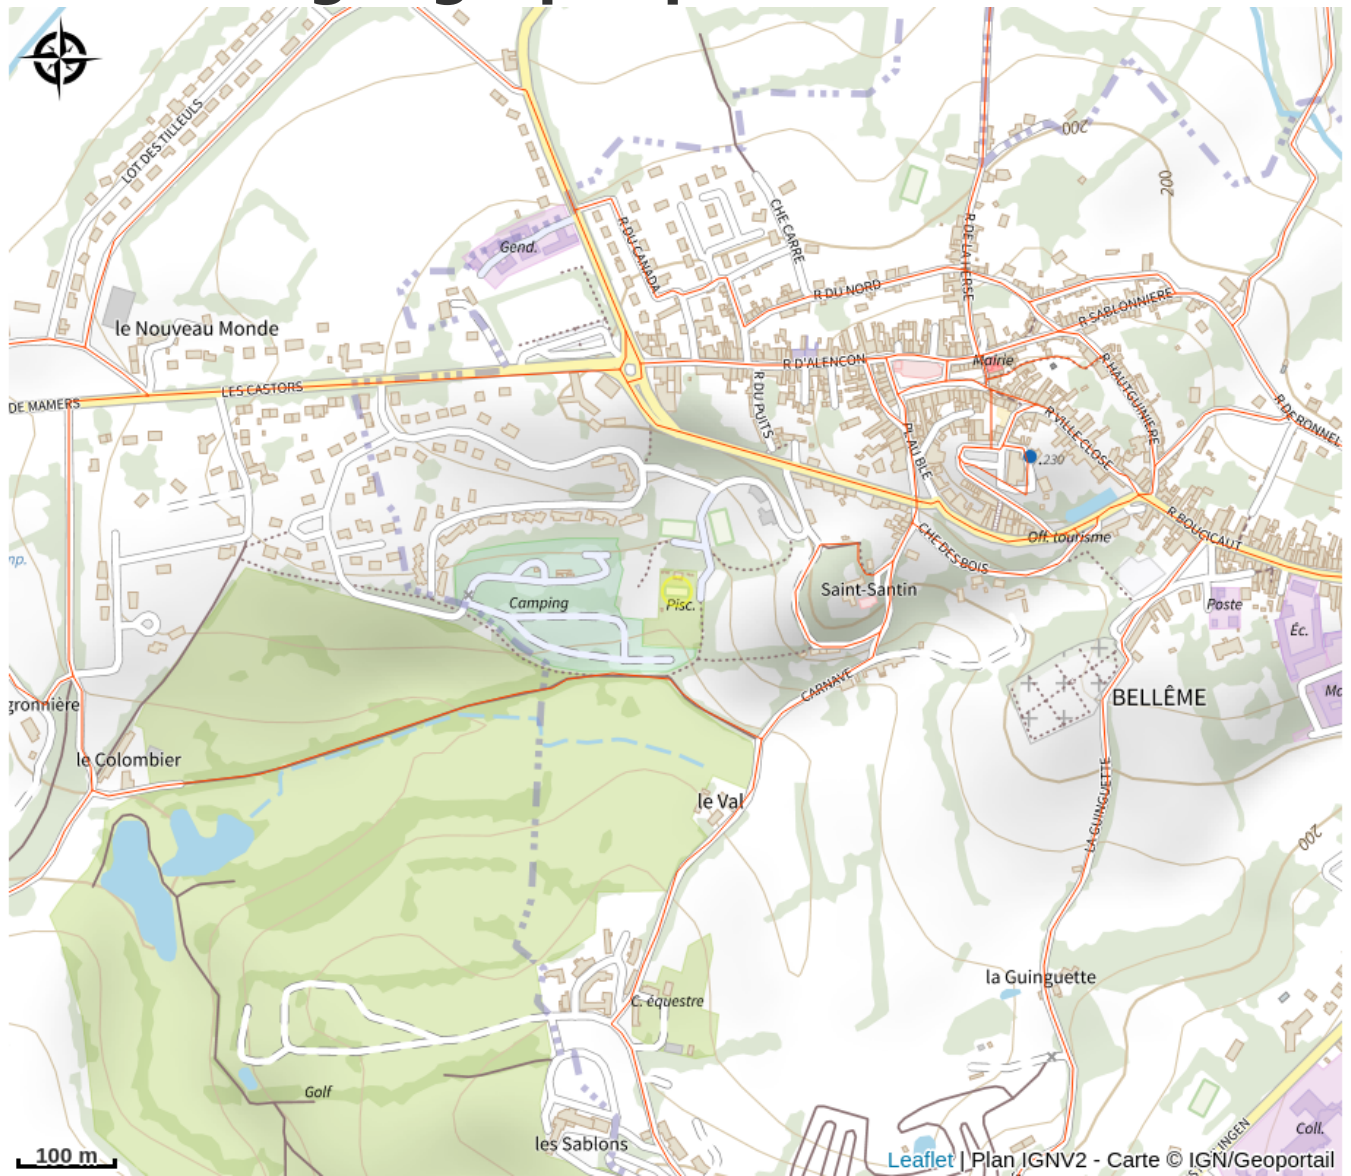 LOT DES TILLEULS
200
200
R DU CANADA
CHE CARRE
R DE LA HERSE
Gend.
R DU NORD
R SABLONNIERE
le Nouveau Monde
R D'ALENCON
Mairie
R HAUTGUINIERE
LES CASTORS
DE MAMERS
R DU PUITS
R VILLE CLOSE
PL AU BLE
.230
R BOUCICAUT
CHE DES BOIS
Off. tourisme
mp.
Camping
Pisc.
Saint-Santin
Poste
Éc.
CARNAVE
BELLÊME
gronnière
le Colombier
le Val
LA GUINGUETTE
200
la Guinguette
C. équestre
Golf
les Sablons
Coll.
100 m
Leaflet | Plan IGNV2 - Carte © IGN/Geoportail